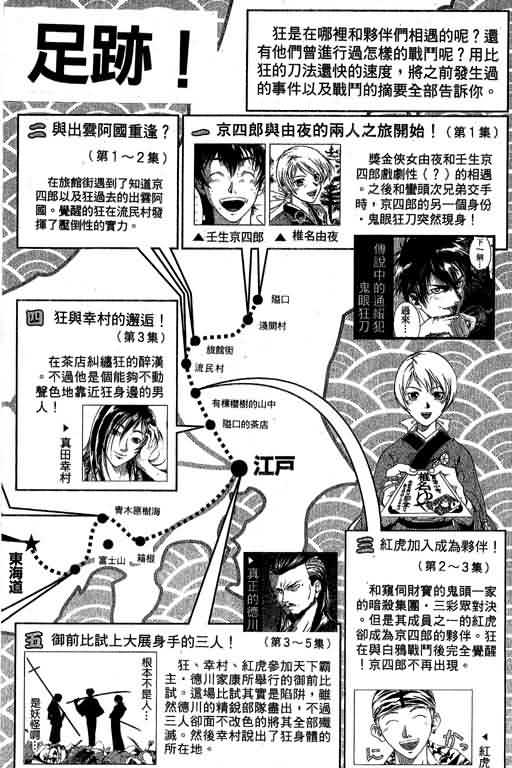 足跡！
狂是在哪裡和夥伴們相遇的呢？還
有他們曾進行過怎樣的戰鬥呢？用比
狂的刀法還快的速度，將之前發生過
的事件以及戰鬥的摘要全部告訴你。
一 京四郎與由夜的兩人之旅開始！（第1集）
獎金俠女由夜和壬生京
四郎戲劇性（？）的相遇
。之後和蠻頭次兄弟交手
時，京四郎的另一個身份
·鬼眼狂刀突然現身！
▲壬生京四郎
▲椎名由夜
傳說中的通緝犯
鬼眼狂刀
下一個…
過來…
二 與出雲阿國重逢？
（第1～2集）
在旅館街遇到了知道京
四郎以及狂過去的出雲阿
國。覺醒的狂在流民村發
揮了壓倒性的實力。
隘口
淺間村
旅館街
流民村
有棵櫻樹的山中
隘口的茶店
江戶
箱根
富士山
青木原樹海
東海道
三 紅虎加入成為夥伴！
（第2～3集）
和窺伺財寶的鬼頭一家
的暗殺集團·三彩眾對決
。但是其成員之一的紅虎
卻成為京四郎的夥伴。狂
在與白鴉戰鬥後完全覺醒
！京四郎不再出現。
椎名ゆや
にこっ
▲紅虎
四 狂與幸村的邂逅！
（第3集）
在茶店糾纏狂的醉漢
。不過他是個能夠不動
聲色地靠近狂身邊的男
人！
▲真田幸村
五 御前比試上大展身手的三人！
（第3～5集）
狂、幸村、紅虎參加天下霸
主·德川家康所舉行的御前比
試。這場比試其實是陷阱，雖
然德川的精銳部隊盡出，不過
三人卻面不改色的將其全部殲
滅。然後幸村說出了狂身體的
所在地。
▲真正的德川
根本不是人…
是妖怪啊…